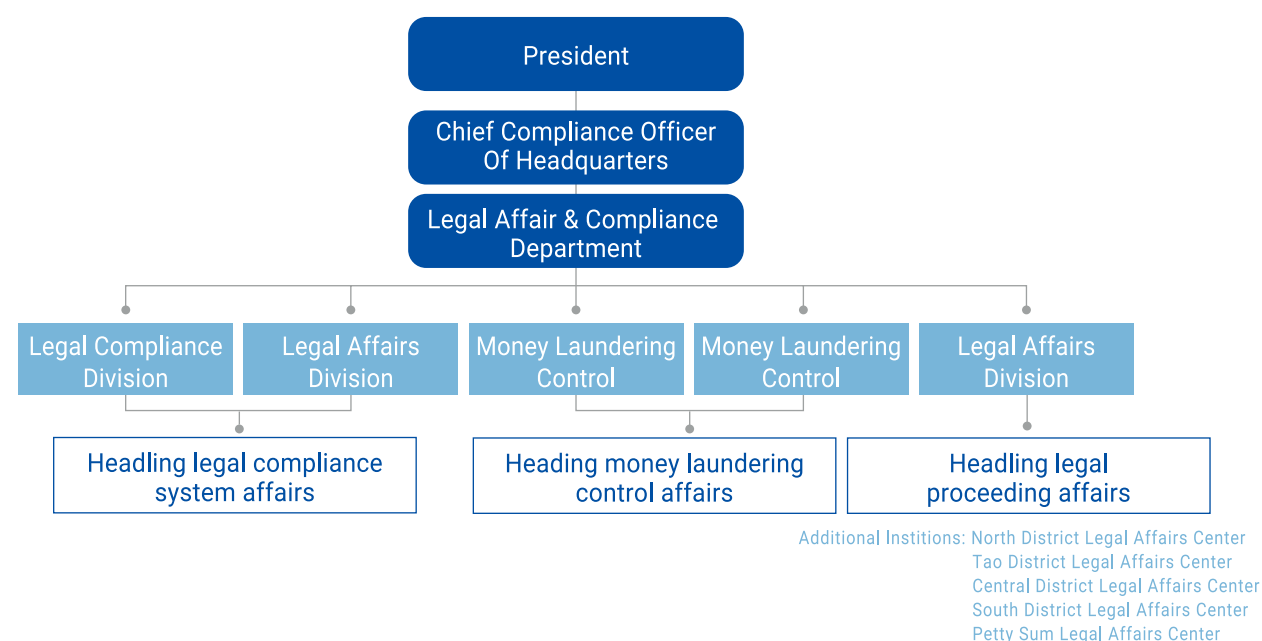 President
Chief Compliance Officer
Of Headquarters
Legal Affair & Compliance
Department
Legal Compliance
Division
Legal Affairs
Division
Money Laundering
Control
Money Laundering
Control
Legal Affairs
Division
Headling legal compliance
system affairs
Heading money laundering
control affairs
Headling legal
proceeding affairs
Additional Institions: North District Legal Affairs Center
Tao District Legal Affairs Center
Central District Legal Affairs Center
South District Legal Affairs Center
Petty Sum Legal Affairs Center